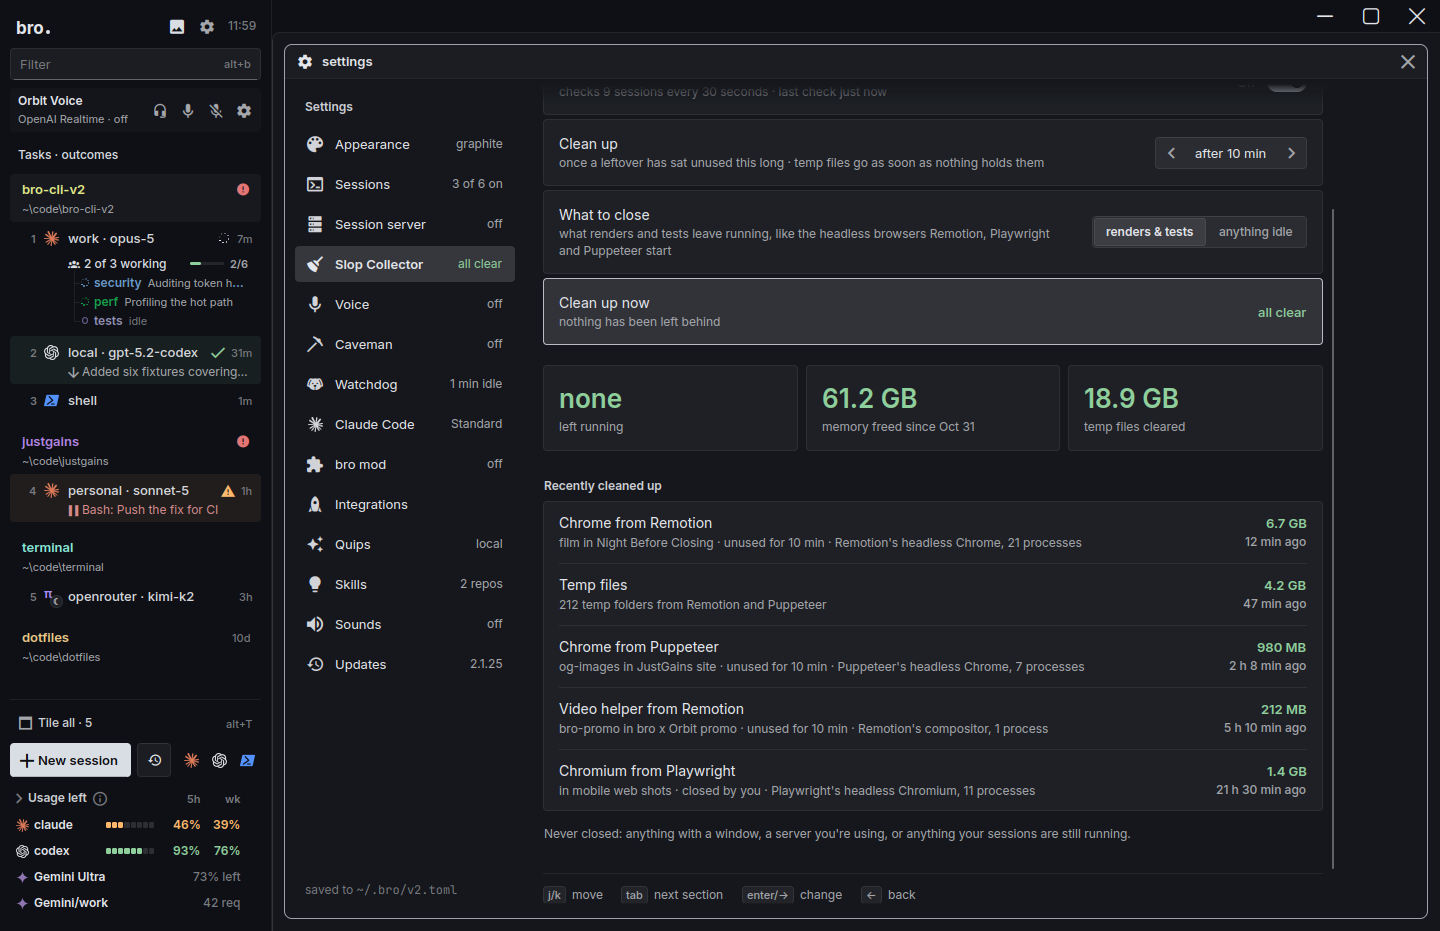 bro.
11:59
Filter
alt+b
Orbit Voice
OpenAI Realtime · off
Tasks · outcomes
bro-cli-v2
~\code\bro-cli-v2
1 work · opus-5 7m
2 of 3 working 2/6
security Auditing token h...
perf Profiling the hot path
tests idle
2 local · gpt-5.2-codex 31m
Added six fixtures covering...
3 shell 1m
justgains
~\code\justgains
4 personal · sonnet-5 1h
Bash: Push the fix for CI
terminal
~\code\terminal
5 openrouter · kimi-k2 3h
dotfiles 10d
~\code\dotfiles
Tile all · 5 alt+T
New session
Usage left 5h wk
claude 46% 39%
codex 93% 76%
Gemini Ultra 73% left
Gemini/work 42 req
settings
Settings
Appearance graphite
Sessions 3 of 6 on
Session server off
Slop Collector all clear
Voice off
Caveman off
Watchdog 1 min idle
Claude Code Standard
bro mod off
Integrations
Quips local
Skills 2 repos
Sounds off
Updates 2.1.25
saved to ~/.bro/v2.toml
checks 9 sessions every 30 seconds · last check just now
Clean up
once a leftover has sat unused this long · temp files go as soon as nothing holds them
after 10 min
What to close
what renders and tests leave running, like the headless browsers Remotion, Playwright
and Puppeteer start
renders & tests anything idle
Clean up now
nothing has been left behind
all clear
none
left running
61.2 GB
memory freed since Oct 31
18.9 GB
temp files cleared
Recently cleaned up
Chrome from Remotion 6.7 GB
film in Night Before Closing · unused for 10 min · Remotion's headless Chrome, 21 processes 12 min ago
Temp files 4.2 GB
212 temp folders from Remotion and Puppeteer 47 min ago
Chrome from Puppeteer 980 MB
og-images in JustGains site · unused for 10 min · Puppeteer's headless Chrome, 7 processes 2 h 8 min ago
Video helper from Remotion 212 MB
bro-promo in bro x Orbit promo · unused for 10 min · Remotion's compositor, 1 process 5 h 10 min ago
Chromium from Playwright 1.4 GB
in mobile web shots · closed by you · Playwright's headless Chromium, 11 processes 21 h 30 min ago
Never closed: anything with a window, a server you're using, or anything your sessions are still running.
j/k move tab next section enter/→ change ← back